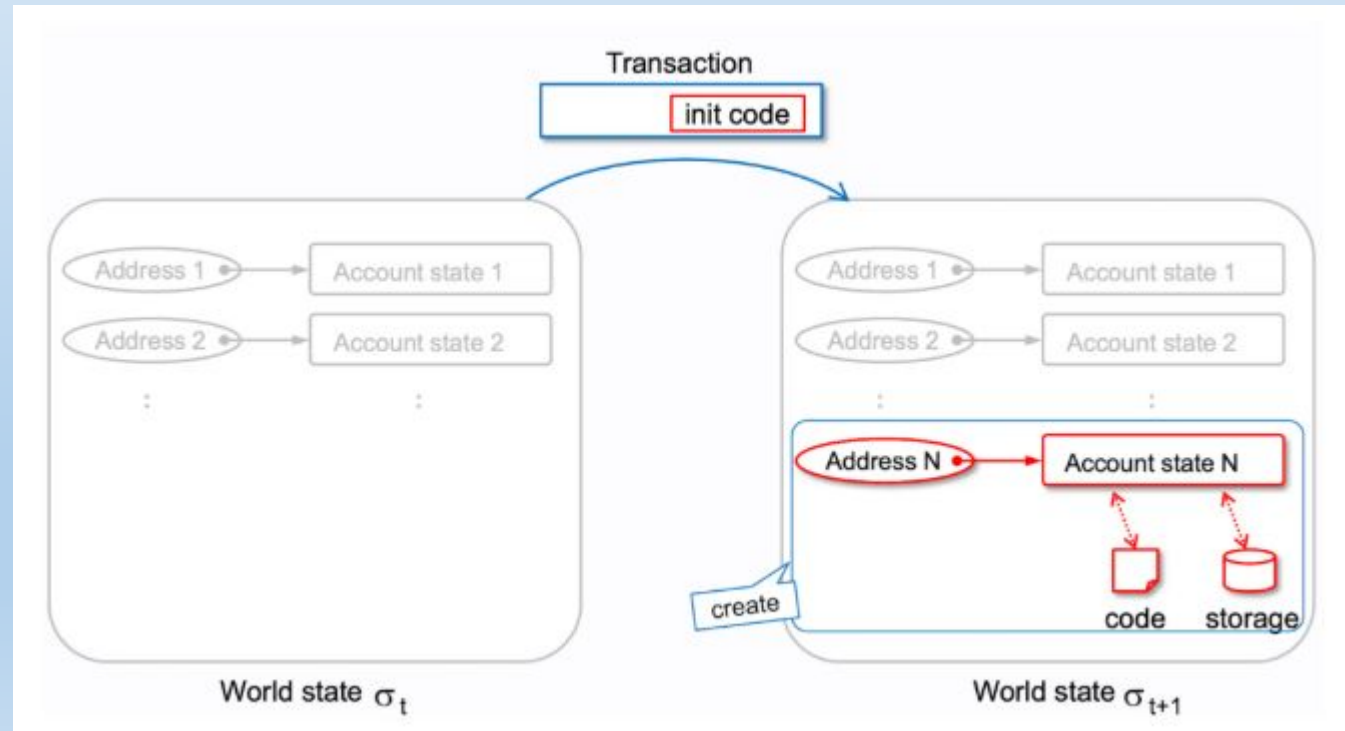 Transaction
init code
Address 1
Account state 1
Address 2
Account state 2
:
:
World state σt
Address 1
Account state 1
Address 2
Account state 2
:
:
Address N
Account state N
create
code
storage
World state σt+1